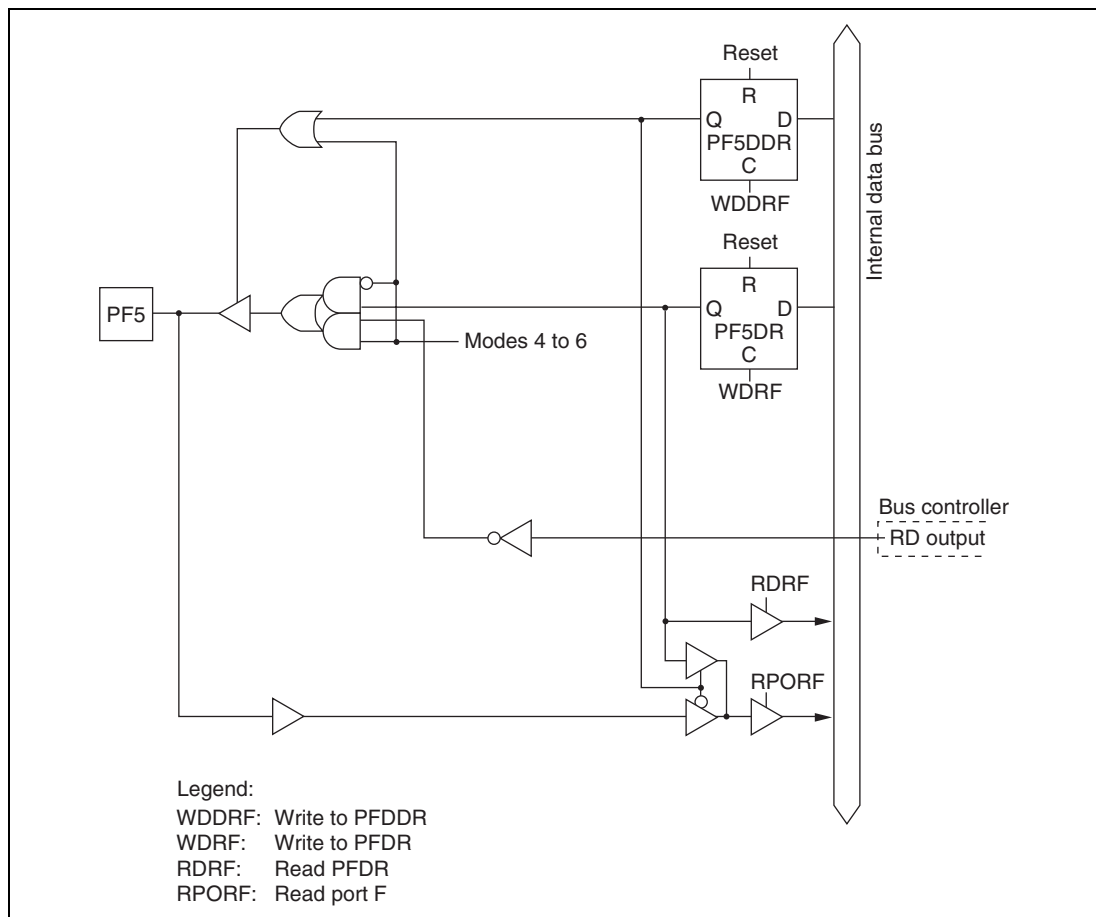 Reset
R
Q D
PF5DDR
C
WDDRF
Internal data bus
Reset
R
Q D
PF5DR
C
WDRF
PF5
Modes 4 to 6
Bus controller
RD output
RDRF
RPORF
Legend:
WDDRF: Write to PFDDR
WDRF: Write to PFDR
RDRF: Read PFDR
RPORF: Read port F